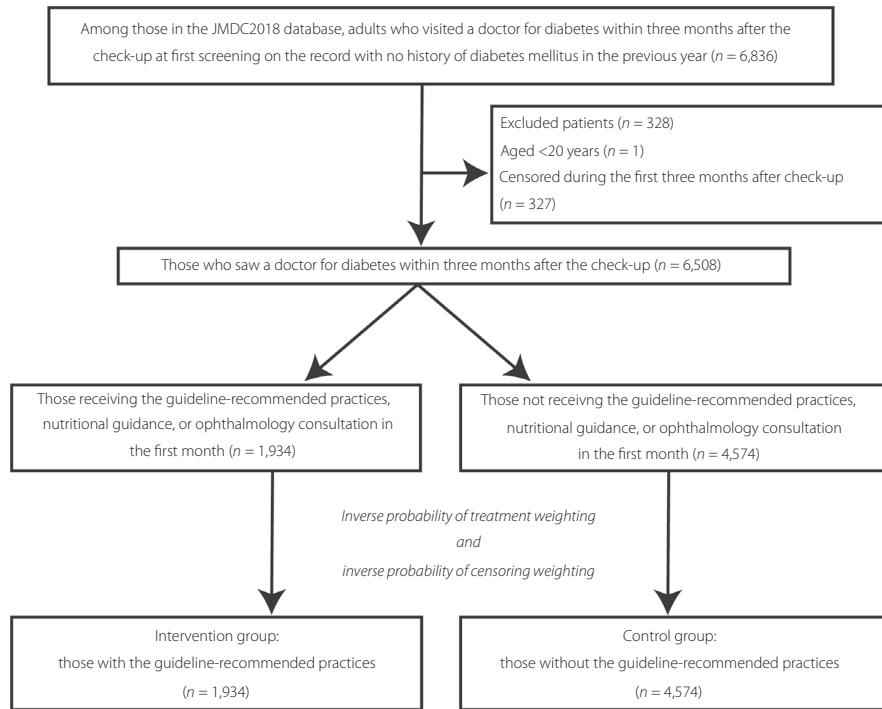 Among those in the JMDC2018 database, adults who visited a doctor for diabetes within three months after the
check-up at first screening on the record with no history of diabetes mellitus in the previous year (n = 6,836)
Excluded patients (n = 328)
Aged <20 years (n = 1)
Censored during the first three months after check-up
(n = 327)
Those who saw a doctor for diabetes within three months after the check-up (n = 6,508)
Those receiving the guideline-recommended practices,
nutritional guidance, or ophthalmology consultation in
the first month (n = 1,934)
Those not receivng the guideline-recommended practices,
nutritional guidance, or ophthalmology consultation
in the first month (n = 4,574)
Inverse probability of treatment weighting
and
inverse probability of censoring weighting
Intervention group:
those with the guideline-recommended practices
(n = 1,934)
Control group:
those without the guideline-recommended practices
(n = 4,574)